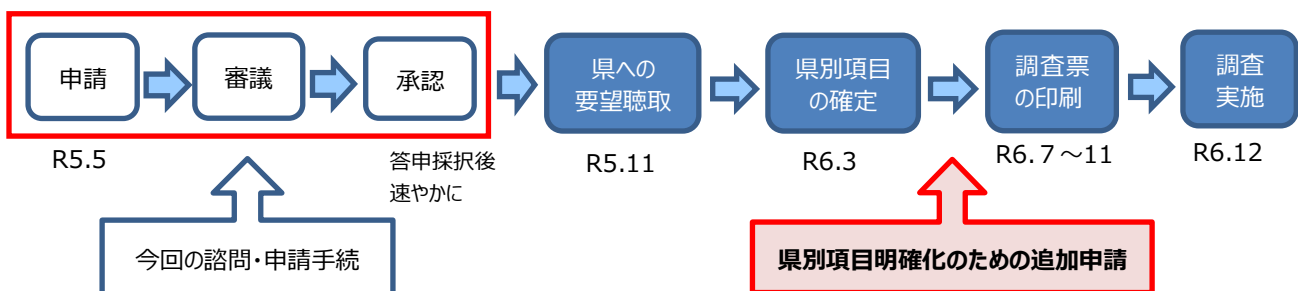 申請
審議
承認
県への
要望聴取
県別項目
の確定
調査票
の印刷
調査
実施
R5.5
答申採択後
速やかに
R5.11
R6.3
R6.7～11
R6.12
今回の諮問・申請手続
県別項目明確化のための追加申請